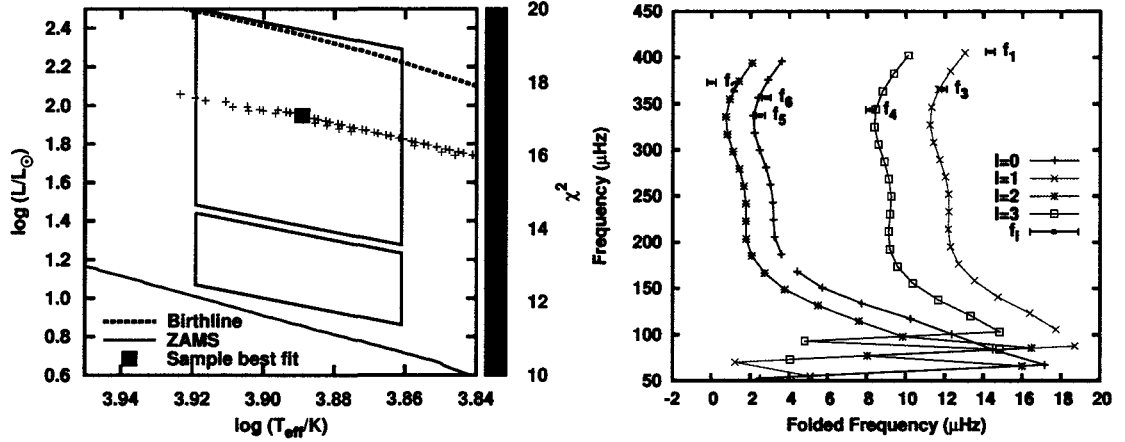 2.4
2.2
2.0
1.8
1.6
1.4
1.2
1.0
0.8
0.6
log (L/L⊙)
Birthline
ZAMS
Sample best fit
3.94
3.92
3.90
3.88
3.86
3.84
log (Teff/K)
20
18
16
14
12
10
χ²
450
400
350
300
250
200
150
100
50
Frequency (μHz)
f1
f2
f3
f6
f4
f5
l=0
l=1
l=2
l=3
fi
-2
0
2
4
6
8
10
12
14
16
18
20
Folded Frequency (μHz)